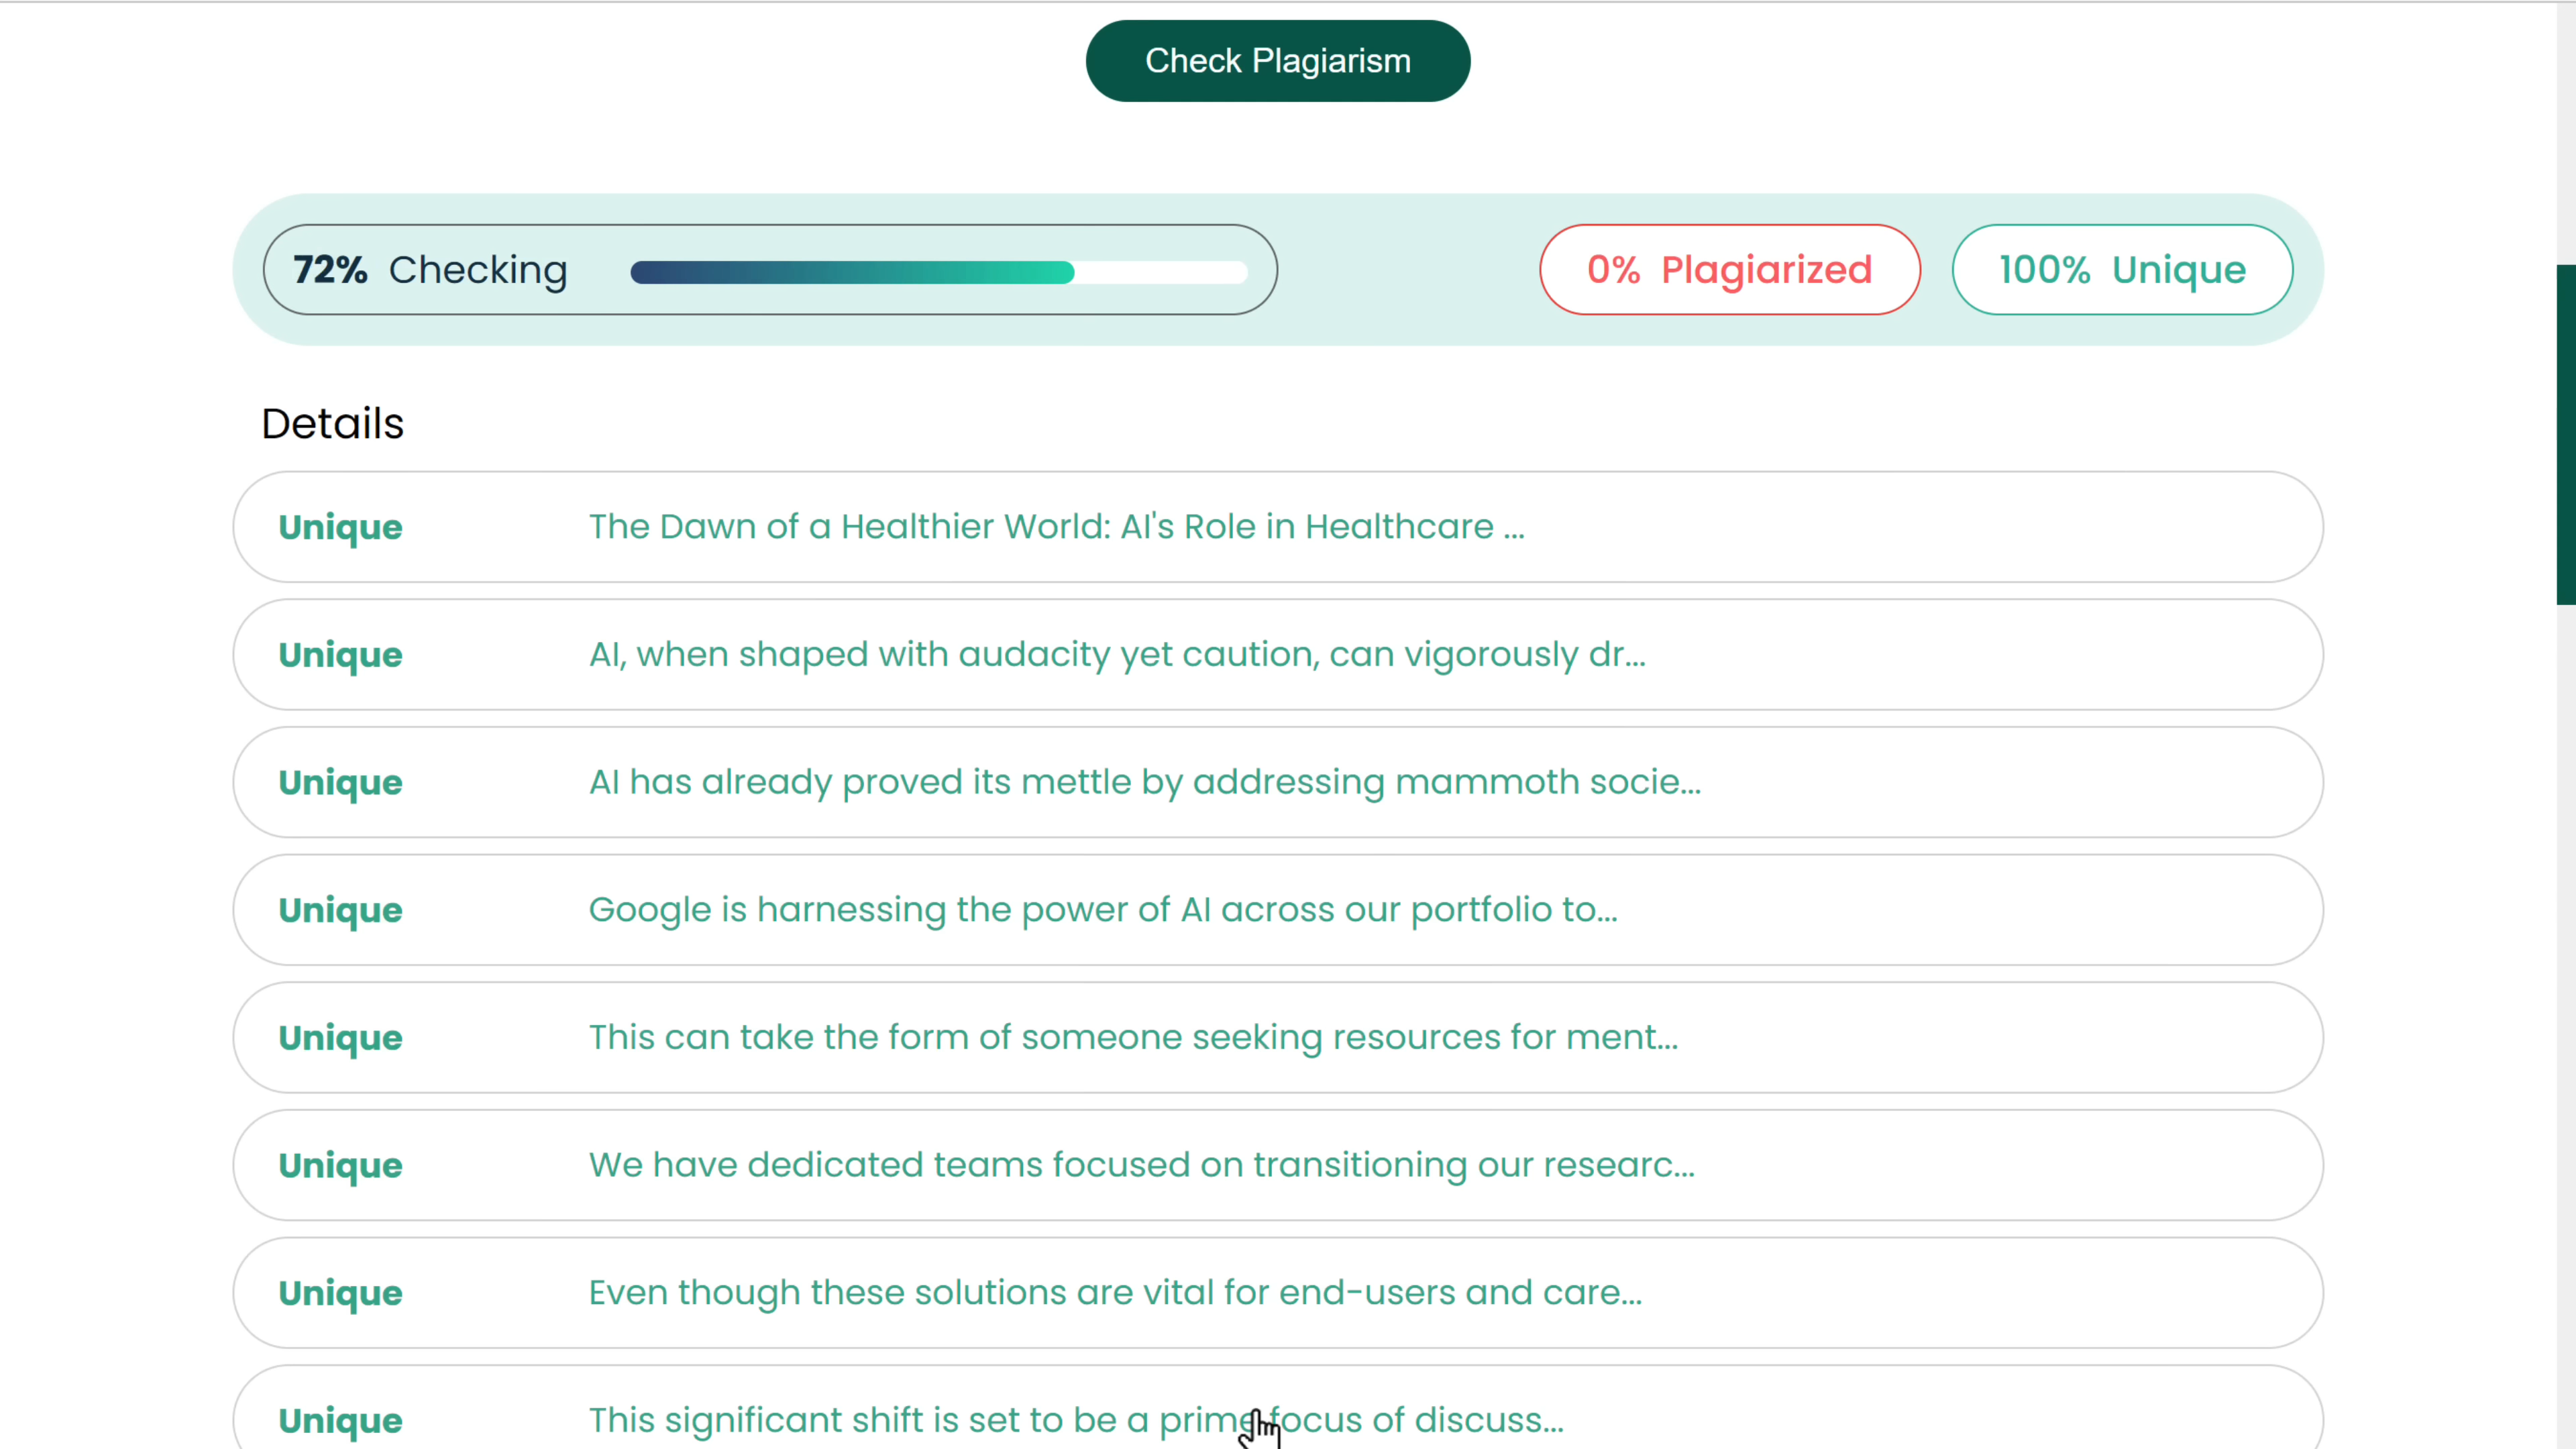 Check Plagiarism
72% Checking 0% Plagiarized 100% Unique
Details
Unique The Dawn of a Healthier World: AI's Role in Healthcare ...
Unique AI, when shaped with audacity yet caution, can vigorously dr...
Unique AI has already proved its mettle by addressing mammoth socie...
Unique Google is harnessing the power of AI across our portfolio to...
Unique This can take the form of someone seeking resources for ment...
Unique We have dedicated teams focused on transitioning our researc...
Unique Even though these solutions are vital for end-users and care...
Unique This significant shift is set to be a prime focus of discuss...